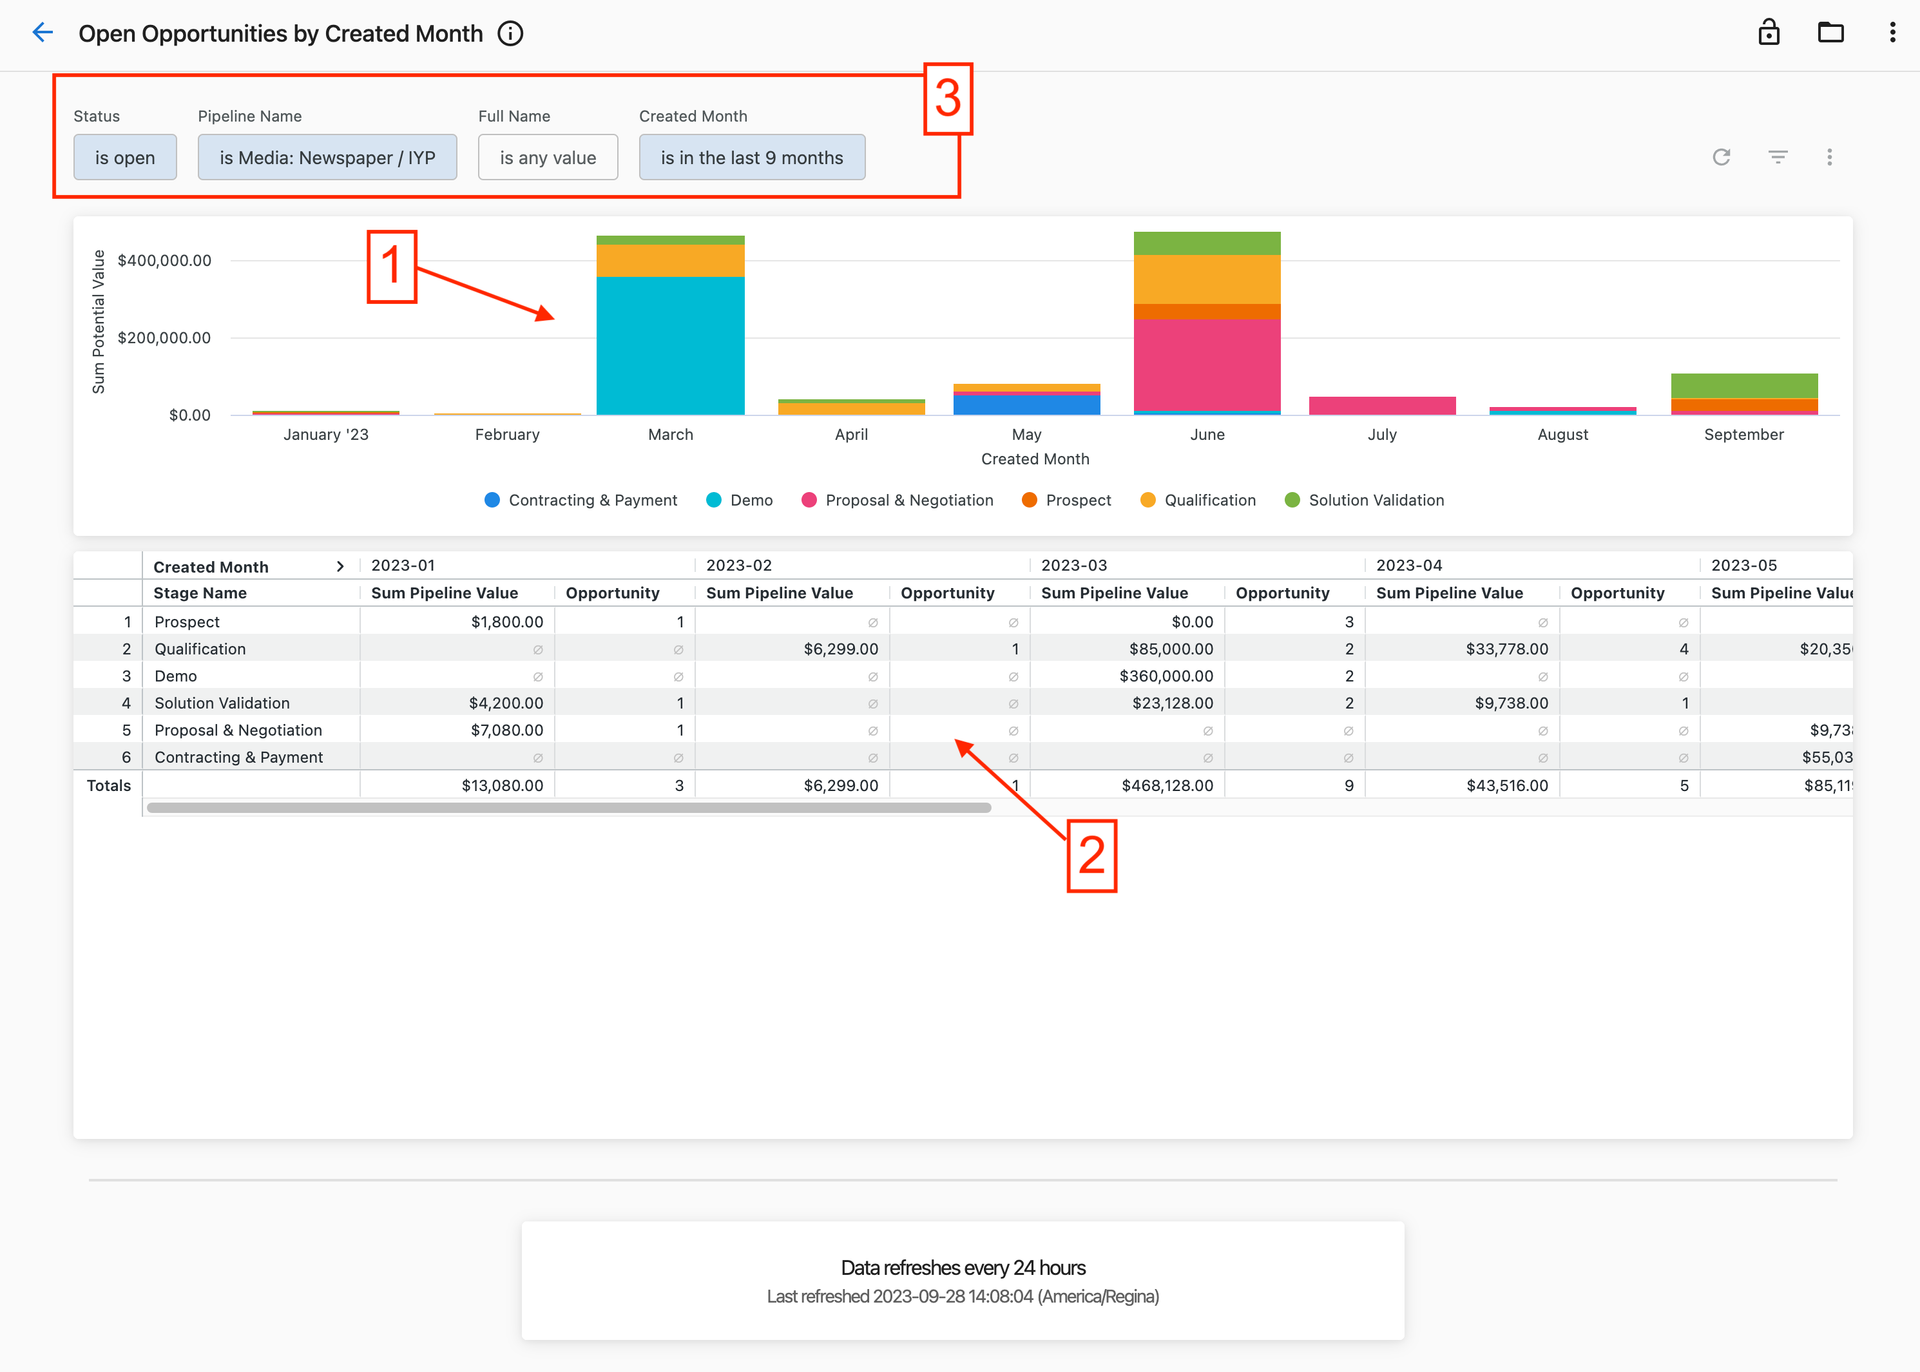 Open Opportunities by Created Month
3
Status Pipeline Name Full Name Created Month
is open is Media: Newspaper / IYP is any value is in the last 9 months
1
Sum Potential Value
$400,000.00
$200,000.00
$0.00
January '23 February March April May June July August September
Created Month
Contracting & Payment Demo Proposal & Negotiation Prospect Qualification Solution Validation
Created Month 2023-01 2023-02 2023-03 2023-04 2023-05
Stage Name Sum Pipeline Value Opportunity Sum Pipeline Value Opportunity Sum Pipeline Value Opportunity Sum Pipeline Value Opportunity Sum Pipeline Value
1 Prospect $1,800.00 1 ∅ ∅ $0.00 3 ∅ ∅
2 Qualification ∅ ∅ $6,299.00 1 $85,000.00 2 $33,778.00 4 $20,35
3 Demo ∅ ∅ ∅ ∅ $360,000.00 2 ∅ ∅
4 Solution Validation $4,200.00 1 ∅ ∅ $23,128.00 2 $9,738.00 1
5 Proposal & Negotiation $7,080.00 1 ∅ ∅ ∅ ∅ ∅ ∅ $9,73
6 Contracting & Payment ∅ ∅ ∅ ∅ ∅ ∅ ∅ ∅ $55,03
Totals $13,080.00 3 $6,299.00 1 $468,128.00 9 $43,516.00 5 $85,11
2
Data refreshes every 24 hours
Last refreshed 2023-09-28 14:08:04 (America/Regina)